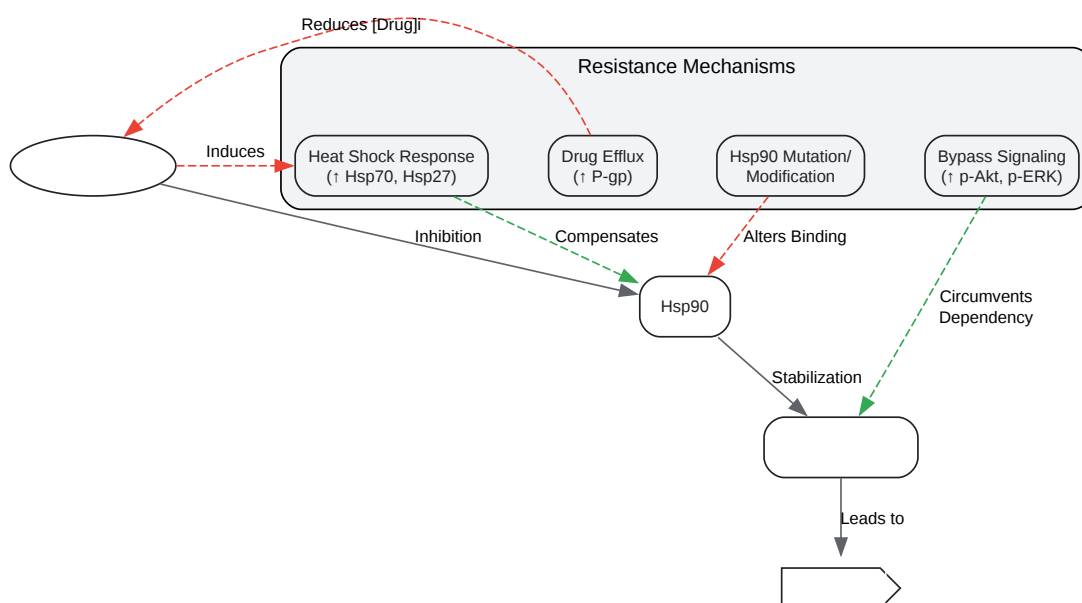 Reduces [Drug]i
Resistance Mechanisms
Induces
Heat Shock Response
(↑ Hsp70, Hsp27)
Drug Efflux
(↑ P-gp)
Hsp90 Mutation/
Modification
Bypass Signaling
(↑ p-Akt, p-ERK)
Inhibition
Compensates
Alters Binding
Hsp90
Circumvents
Dependency
Stabilization
Leads to